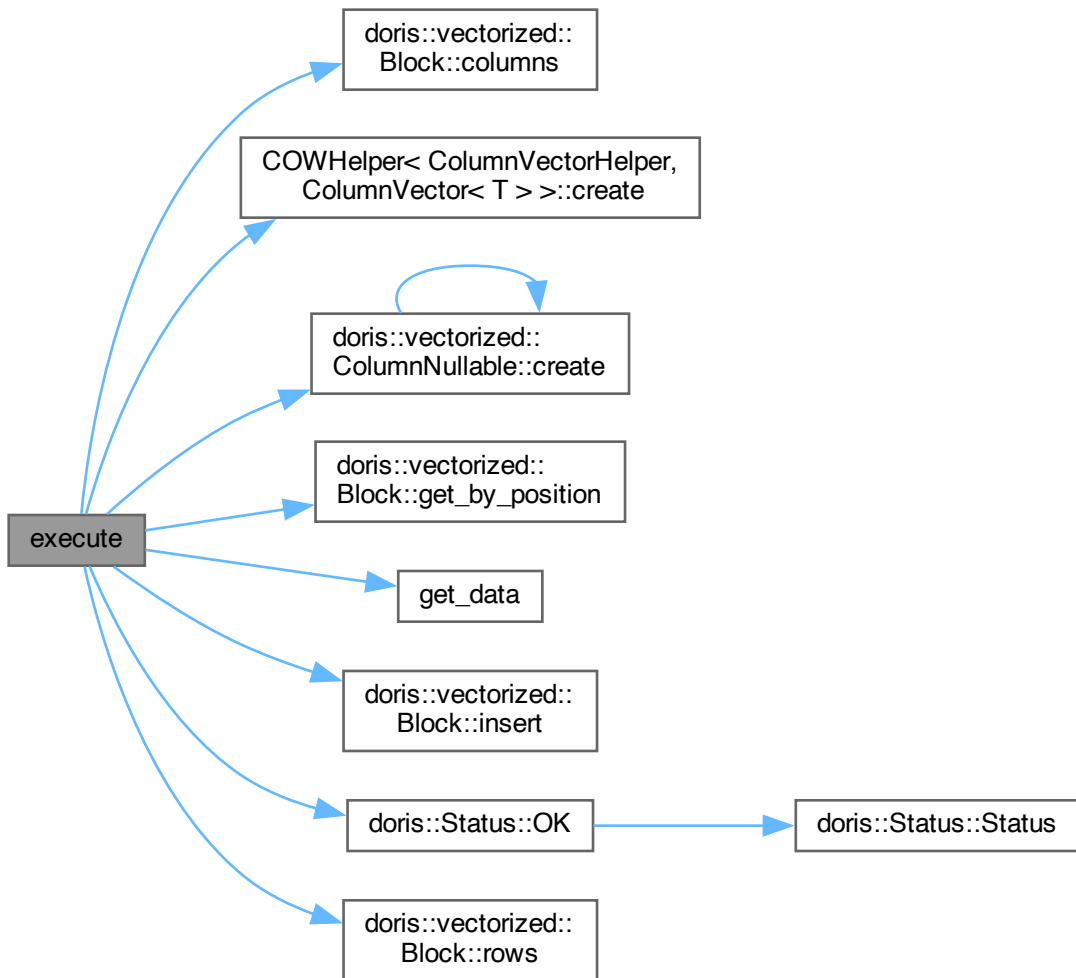 doris::vectorized::
Block::columns
COWHelper< ColumnVectorHelper,
ColumnVector< T > >::create
doris::vectorized::
ColumnNullable::create
doris::vectorized::
Block::get_by_position
execute
get_data
doris::vectorized::
Block::insert
doris::Status::OK
doris::Status::Status
doris::vectorized::
Block::rows